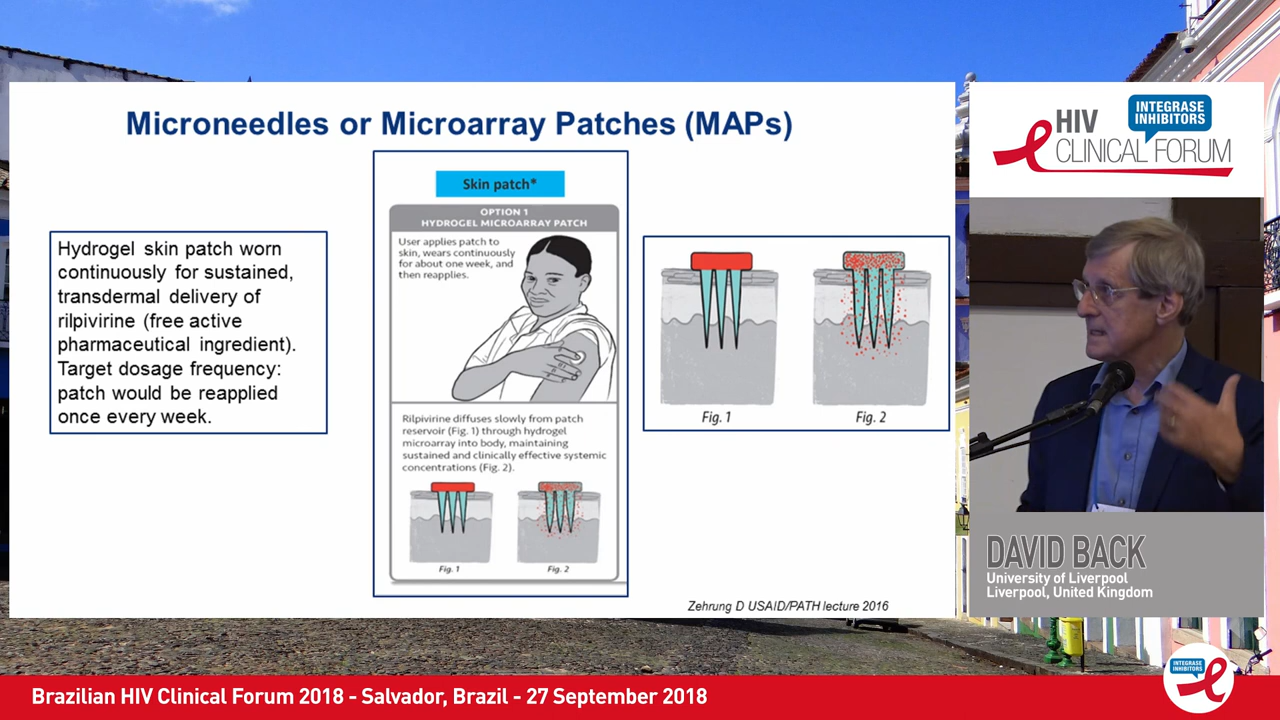 Microneedles or Microarray Patches (MAPs)
Hydrogel skin patch worn
continuously for sustained,
transdermal delivery of
rilpivirine (free active
pharmaceutical ingredient).
Target dosage frequency:
patch would be reapplied
once every week.
Skin patch*
OPTION 1
HYDROGEL MICROARRAY PATCH
User applies patch to
skin, wears continuously
for about one week, and
then reapplies.
Rilpivirine diffuses slowly from patch
reservoir (Fig. 1) through hydrogel
microarray into body, maintaining
sustained and clinically effective systemic
concentrations (Fig. 2).
Fig. 1
Fig. 2
Fig. 1
Fig. 2
Zehrung D USAID/PATH lecture 2016
HIV
INTEGRASE
INHIBITORS
CLINICAL FORUM
DAVID BACK
University of Liverpool
Liverpool, United Kingdom
Brazilian HIV Clinical Forum 2018 - Salvador, Brazil - 27 September 2018
INTEGRASE
INHIBITORS